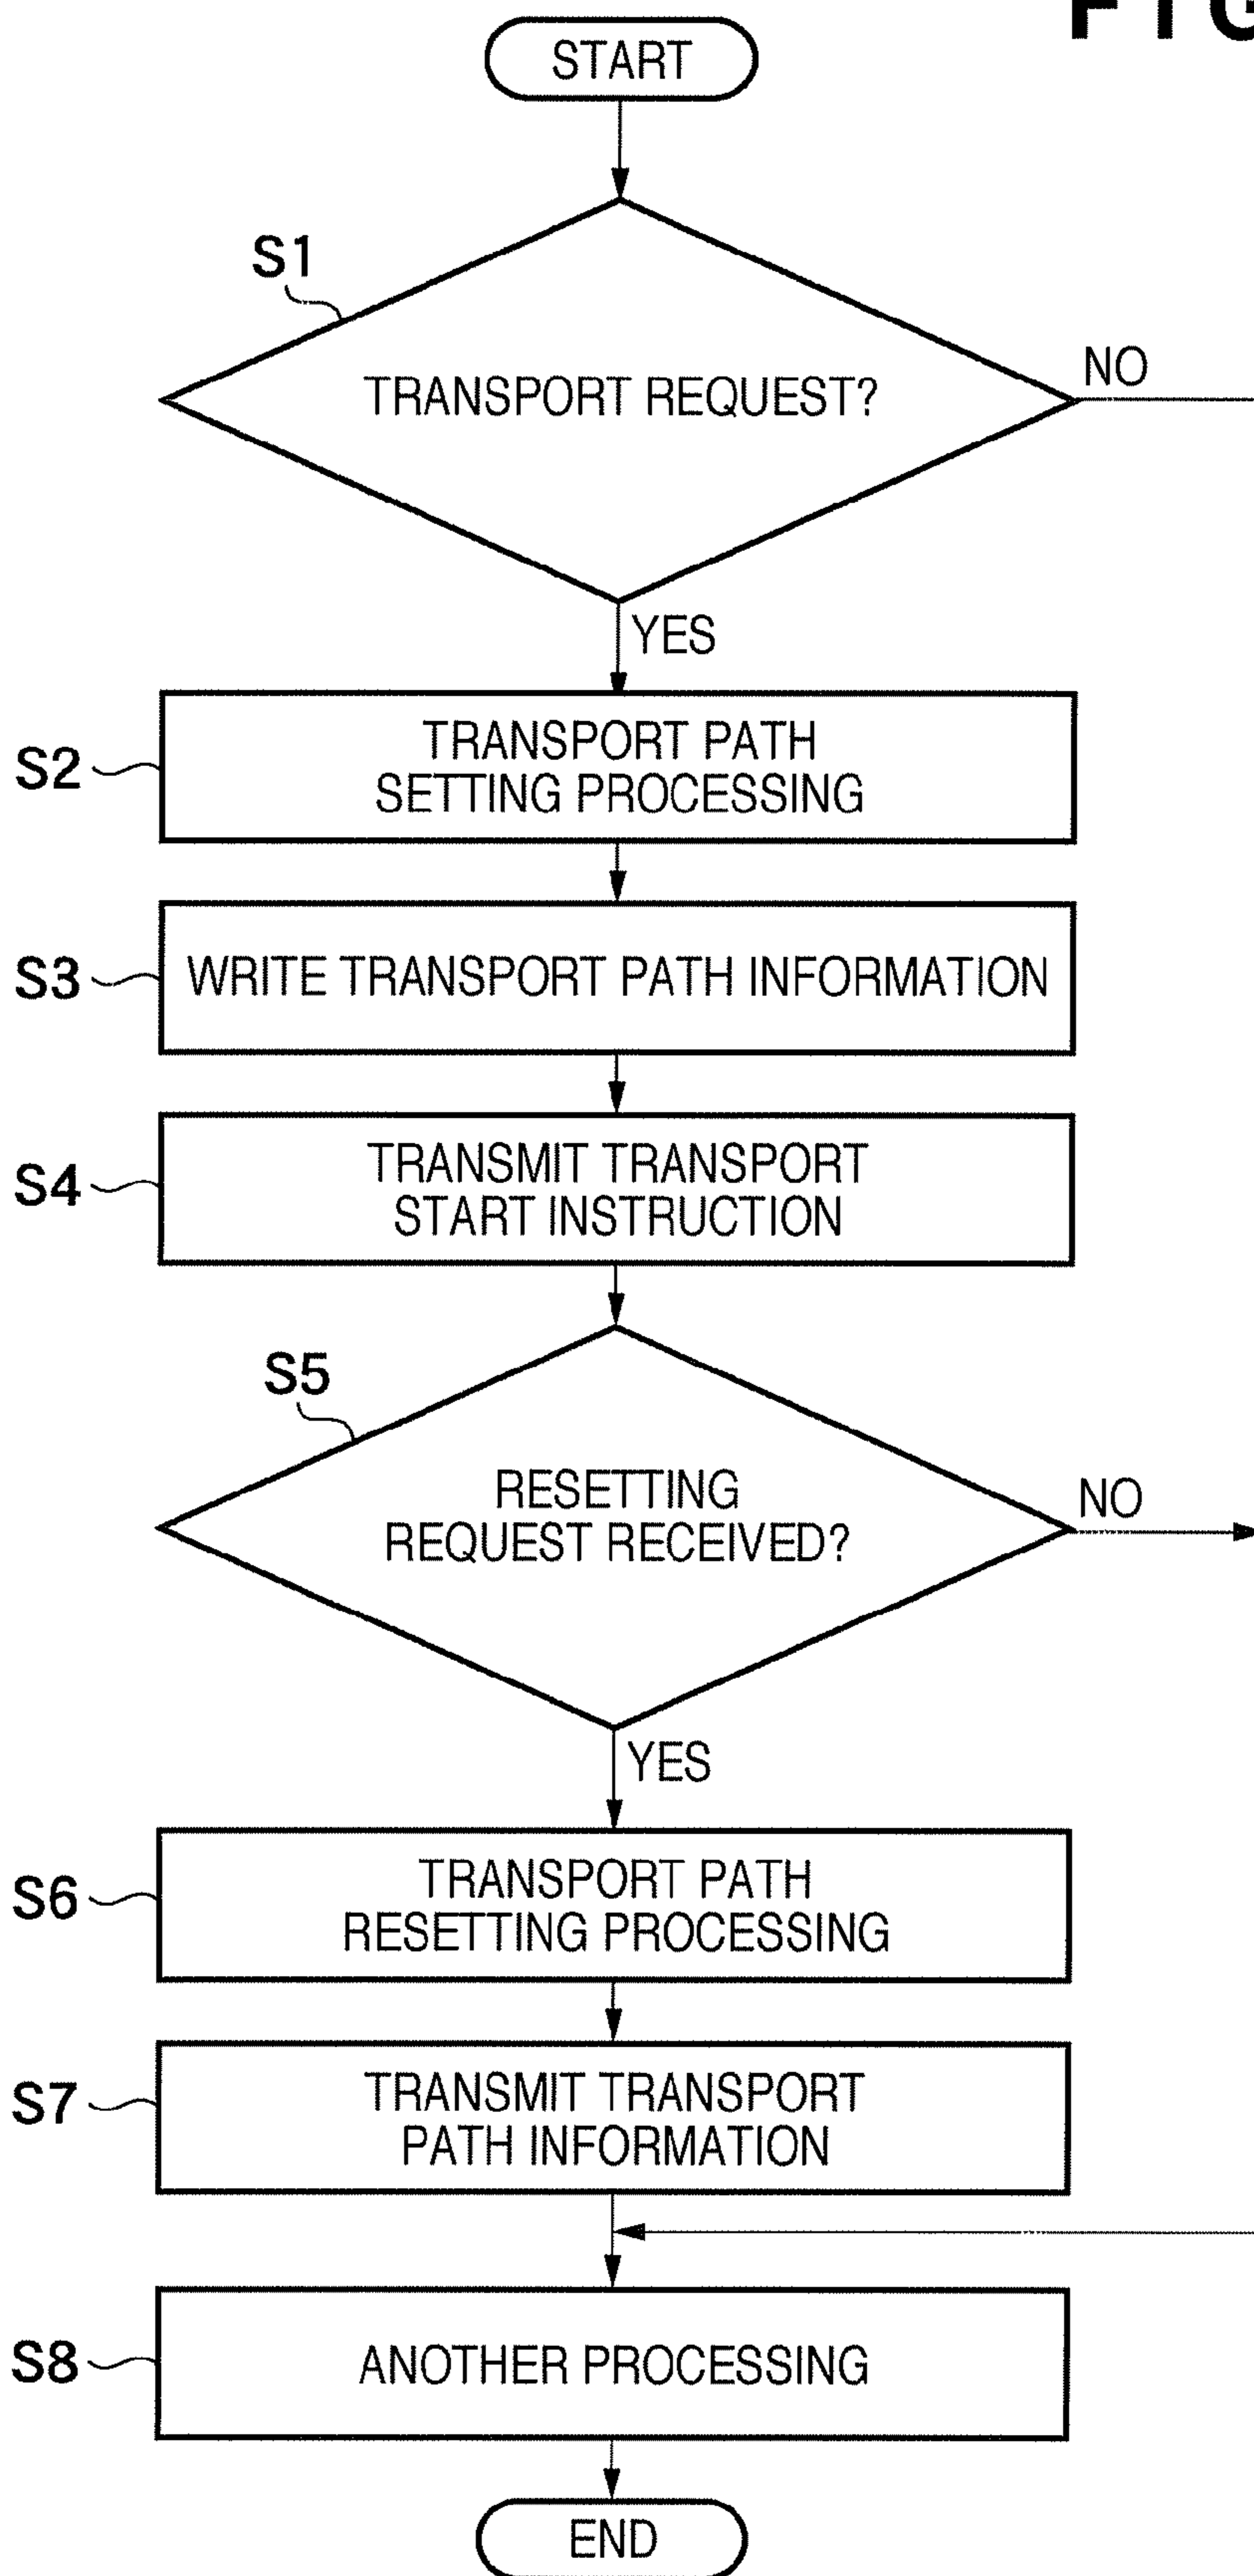 FIG
START
S1
TRANSPORT REQUEST?
NO
YES
S2
TRANSPORT PATH
SETTING PROCESSING
S3
WRITE TRANSPORT PATH INFORMATION
S4
TRANSMIT TRANSPORT
START INSTRUCTION
S5
RESETTING
REQUEST RECEIVED?
NO
YES
S6
TRANSPORT PATH
RESETTING PROCESSING
S7
TRANSMIT TRANSPORT
PATH INFORMATION
S8
ANOTHER PROCESSING
END